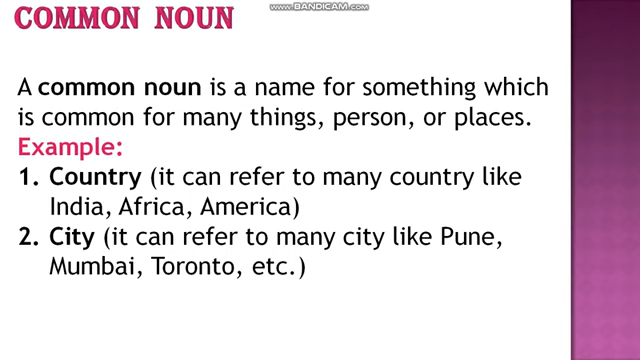 www.BANDICAM.com
COMMON NOUN
A common noun is a name for something which
is common for many things, person, or places.
Example:
1. Country (it can refer to many country like
India, Africa, America)
2. City (it can refer to many city like Pune,
Mumbai, Toronto, etc.)